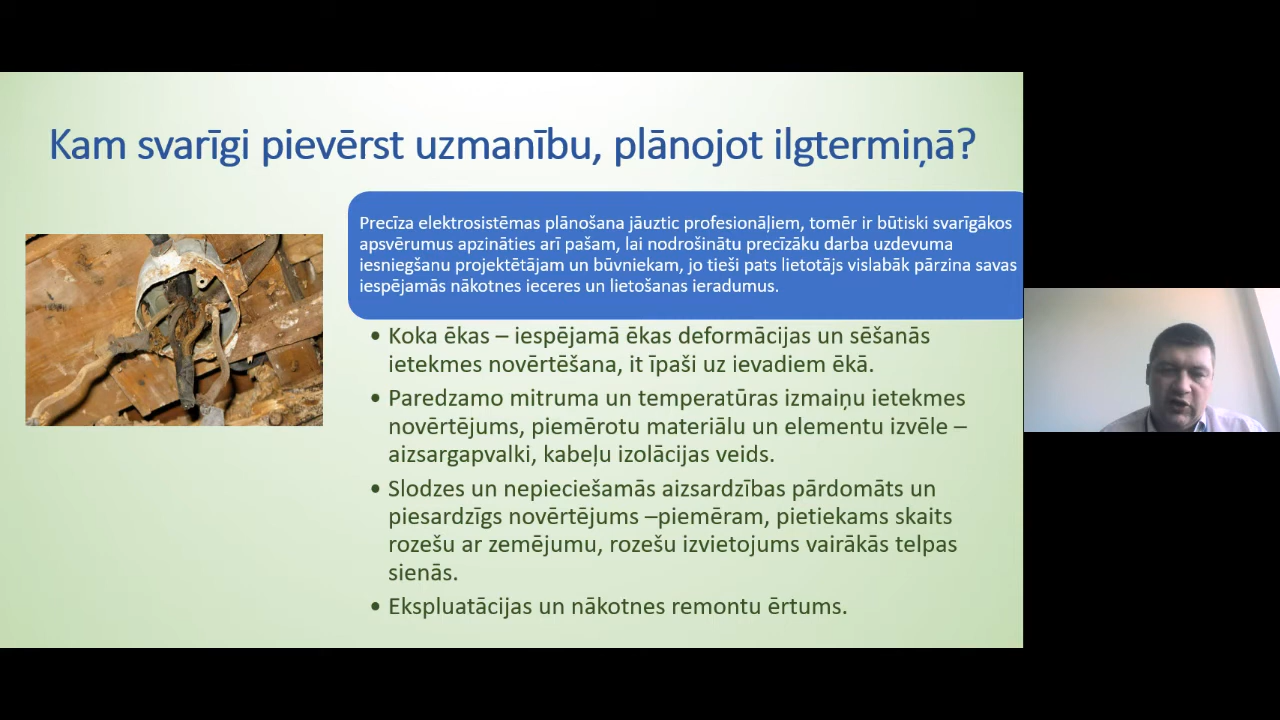 Kam svarīgi pievērst uzmanību, plānojot ilgtermiņā?
Precīza elektrosistēmas plānošana jāuztic profesionāļiem, tomēr ir būtiski svarīgākos
apsvērumus apzināties arī pašam, lai nodrošinātu precīzāku darba uzdevuma
iesniegšanu projektētājam un būvniekam, jo tieši pats lietotājs vislabāk pārzina savas
iespējamās nākotnes ieceres un lietošanas ieradumus.
• Koka ēkas – iespējamā ēkas deformācijas un sēšanās
ietekmes novērtēšana, it īpaši uz ievadiem ēkā.
• Paredzamo mitruma un temperatūras izmaiņu ietekmes
novērtējums, piemērotu materiālu un elementu izvēle –
aizsargapvalki, kabeļu izolācijas veids.
• Slodzes un nepieciešamās aizsardzības pārdomāts un
piesardzīgs novērtējums –piemēram, pietiekams skaits
rozešu ar zemējumu, rozešu izvietojums vairākās telpas
sienās.
• Ekspluatācijas un nākotnes remontu ērtums.